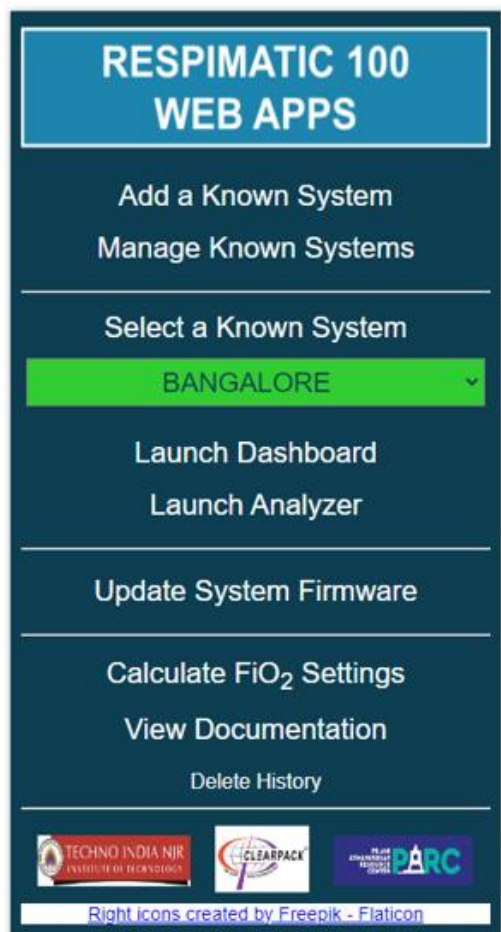 RESPIMATIC 100
WEB APPS
Add a Known System
Manage Known Systems
Select a Known System
BANGALORE
Launch Dashboard
Launch Analyzer
Update System Firmware
Calculate FiO₂ Settings
View Documentation
Delete History
TECHNO INDIA NJR
INSTITUTE OF TECHNOLOGY
CLEARPACK
RESOURCE
CENTER
PARC
Right icons created by Freepik - Flaticon